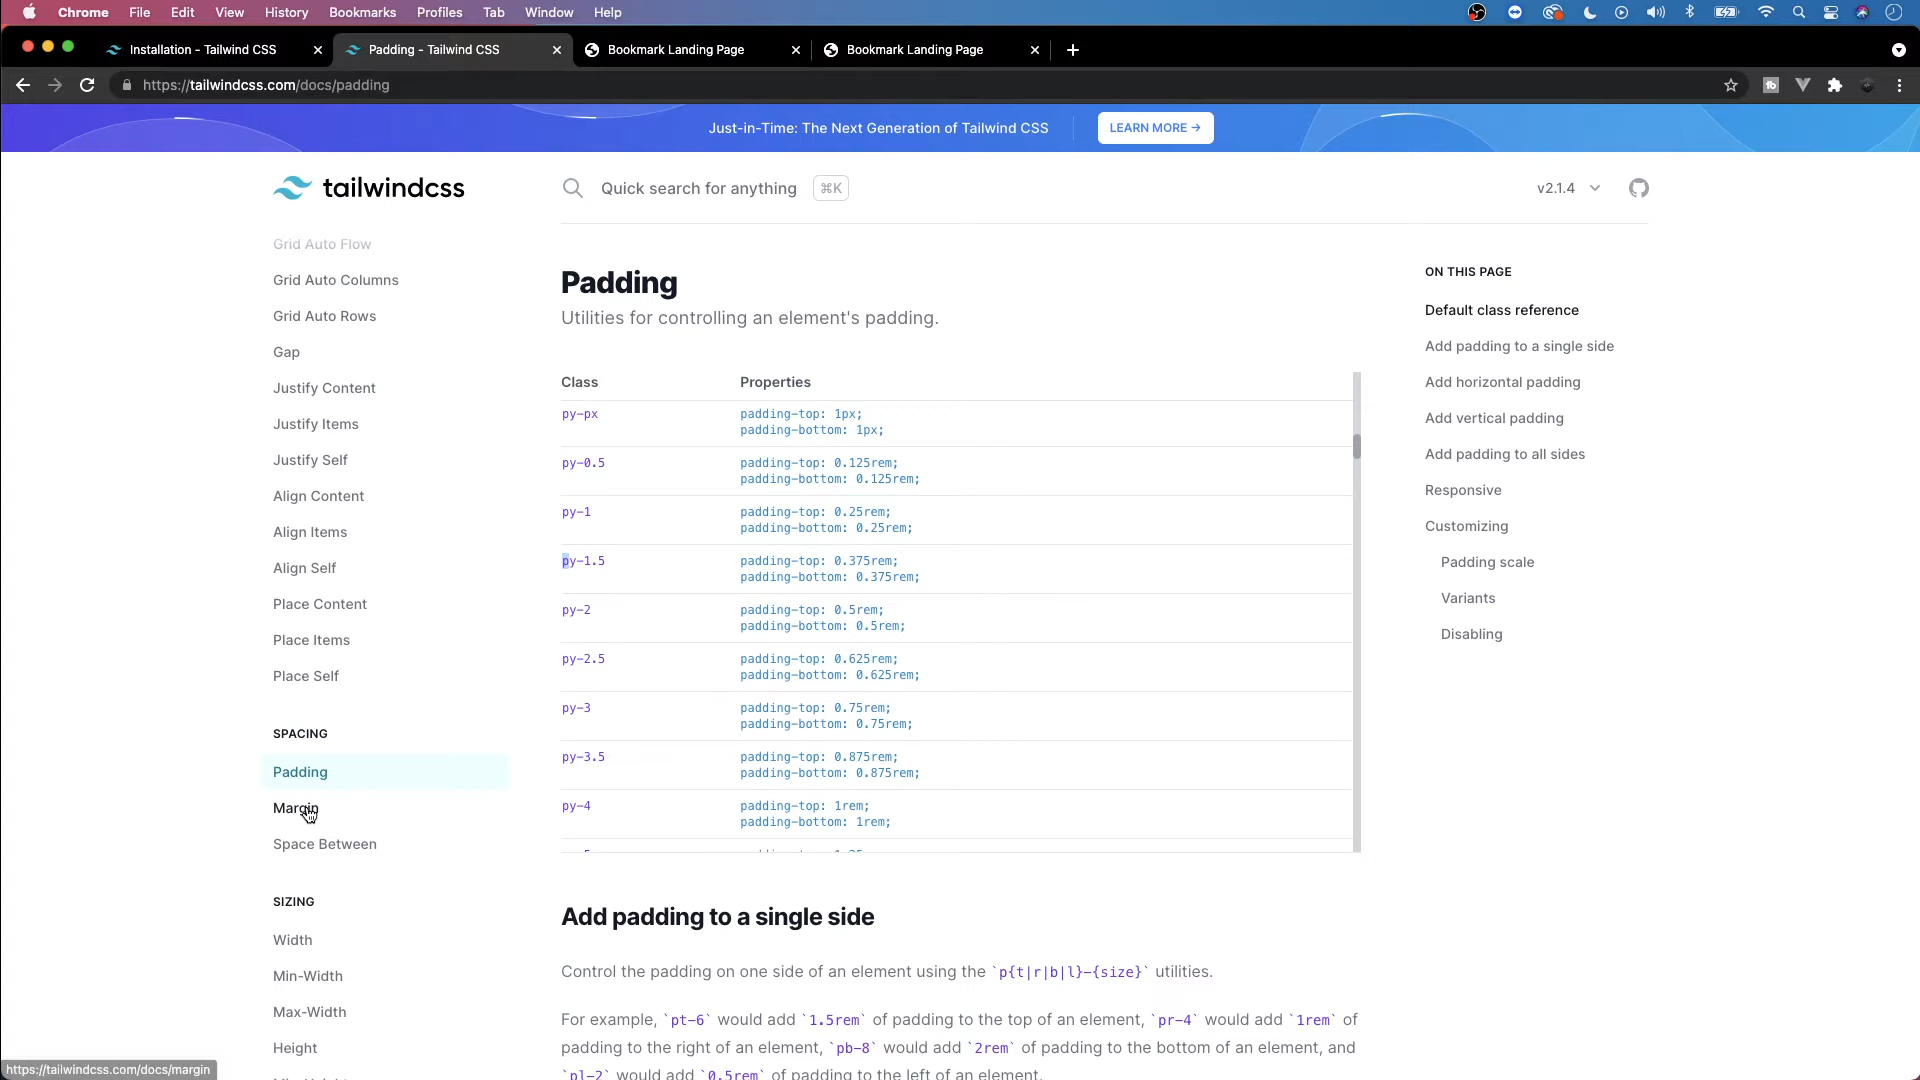 Chrome File Edit View History Bookmarks Profiles Tab Window Help
Installation - Tailwind CSS
Padding - Tailwind CSS
Bookmark Landing Page
Bookmark Landing Page
https://tailwindcss.com/docs/padding
Just-in-Time: The Next Generation of Tailwind CSS
LEARN MORE →
tailwindcss
Quick search for anything ⌘K
v2.1.4
Grid Auto Flow
Grid Auto Columns
Grid Auto Rows
Gap
Justify Content
Justify Items
Justify Self
Align Content
Align Items
Align Self
Place Content
Place Items
Place Self
SPACING
Padding
Margin
Space Between
SIZING
Width
Min-Width
Max-Width
Height
https://tailwindcss.com/docs/margin
Padding
Utilities for controlling an element's padding.
Class Properties
py-px padding-top: 1px;
padding-bottom: 1px;
py-0.5 padding-top: 0.125rem;
padding-bottom: 0.125rem;
py-1 padding-top: 0.25rem;
padding-bottom: 0.25rem;
py-1.5 padding-top: 0.375rem;
padding-bottom: 0.375rem;
py-2 padding-top: 0.5rem;
padding-bottom: 0.5rem;
py-2.5 padding-top: 0.625rem;
padding-bottom: 0.625rem;
py-3 padding-top: 0.75rem;
padding-bottom: 0.75rem;
py-3.5 padding-top: 0.875rem;
padding-bottom: 0.875rem;
py-4 padding-top: 1rem;
padding-bottom: 1rem;
Add padding to a single side
Control the padding on one side of an element using the `p{t|r|b|l}-{size}` utilities.
For example, `pt-6` would add `1.5rem` of padding to the top of an element, `pr-4` would add `1rem` of
padding to the right of an element, `pb-8` would add `2rem` of padding to the bottom of an element, and
`pl-2` would add `0.5rem` of padding to the left of an element.
ON THIS PAGE
Default class reference
Add padding to a single side
Add horizontal padding
Add vertical padding
Add padding to all sides
Responsive
Customizing
Padding scale
Variants
Disabling